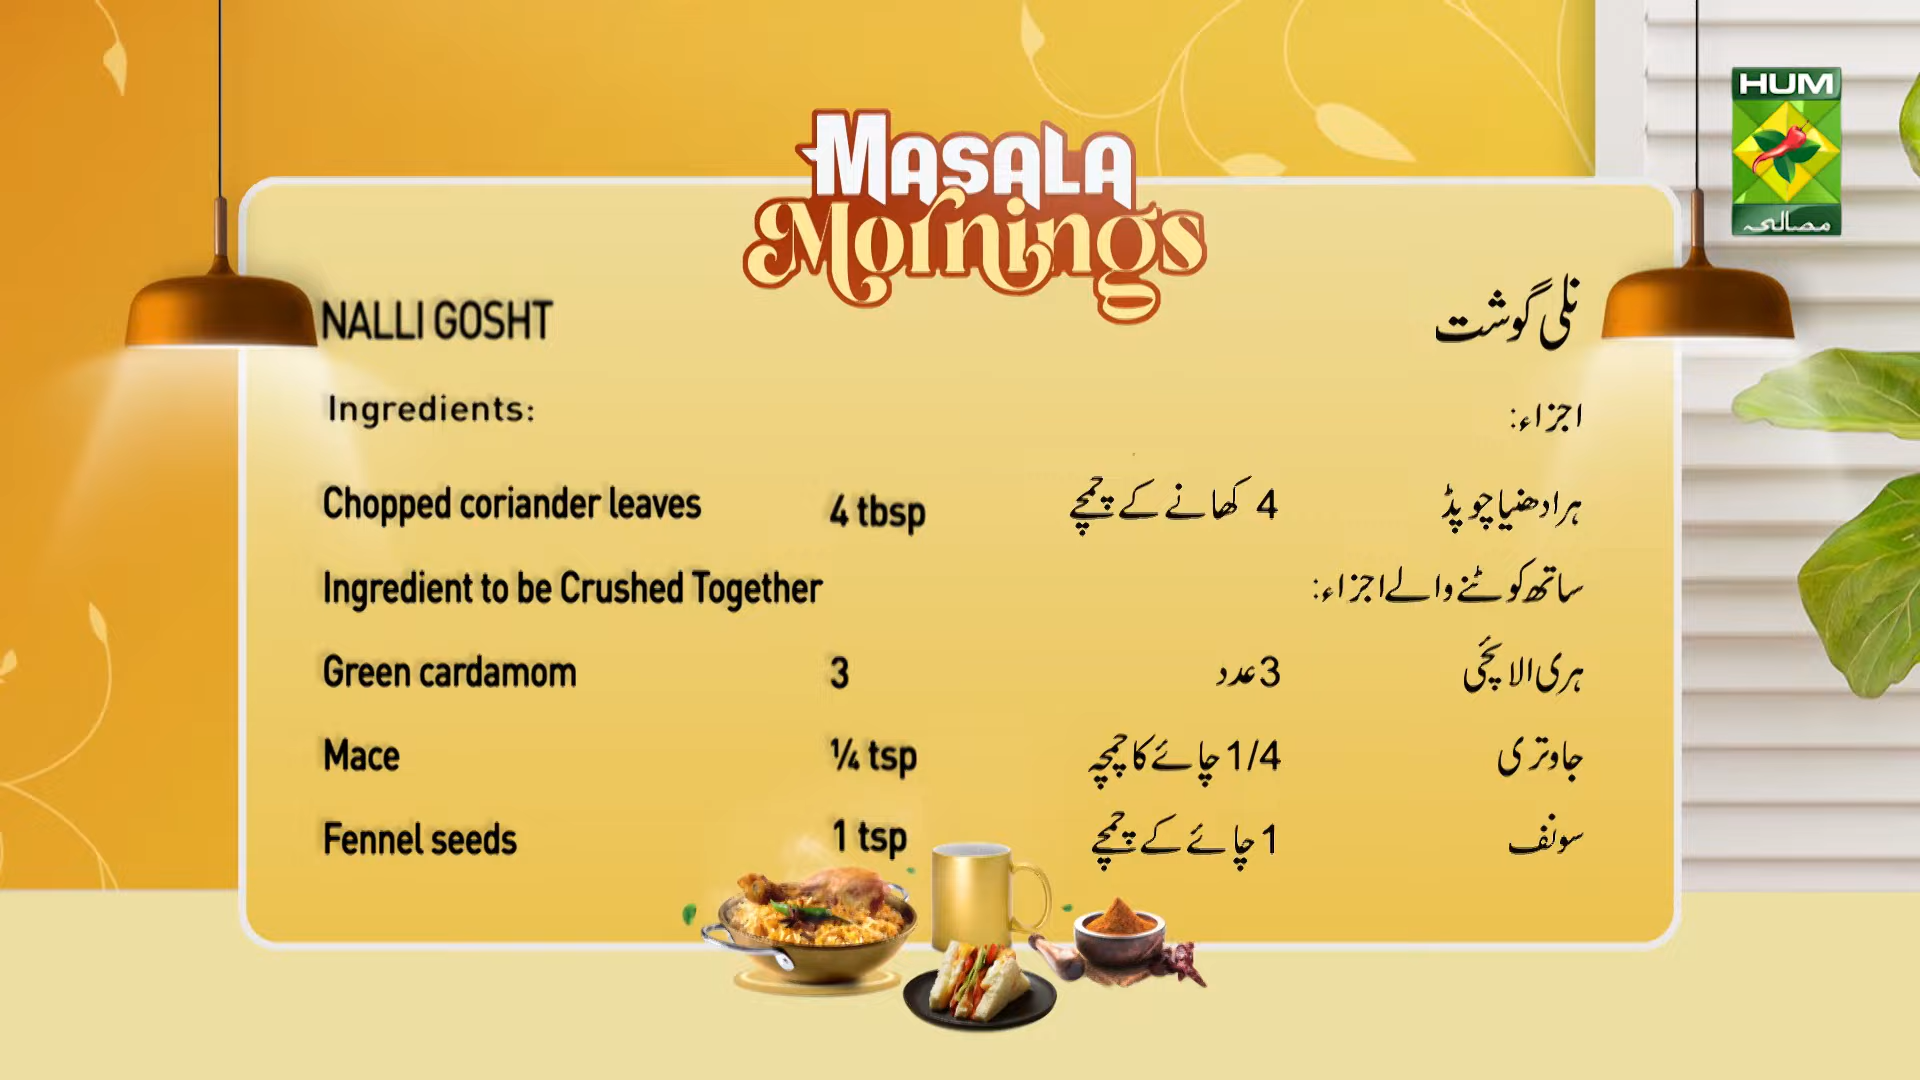 HUM
مصالحہ
MASALA
Mornings
NALLI GOSHT نلی گوشت
Ingredients: اجزاء:
Chopped coriander leaves 4 tbsp 4 کھانے کے چمچے ہرا دھنیا چوپڈ
Ingredient to be Crushed Together ساتھ کوٹنے والے اجزاء:
Green cardamom 3 3 عدد ہری الائچی
Mace ¼ tsp 1/4 چائے کا چمچہ جاوتری
Fennel seeds 1 tsp 1 چائے کے چمچے سونف